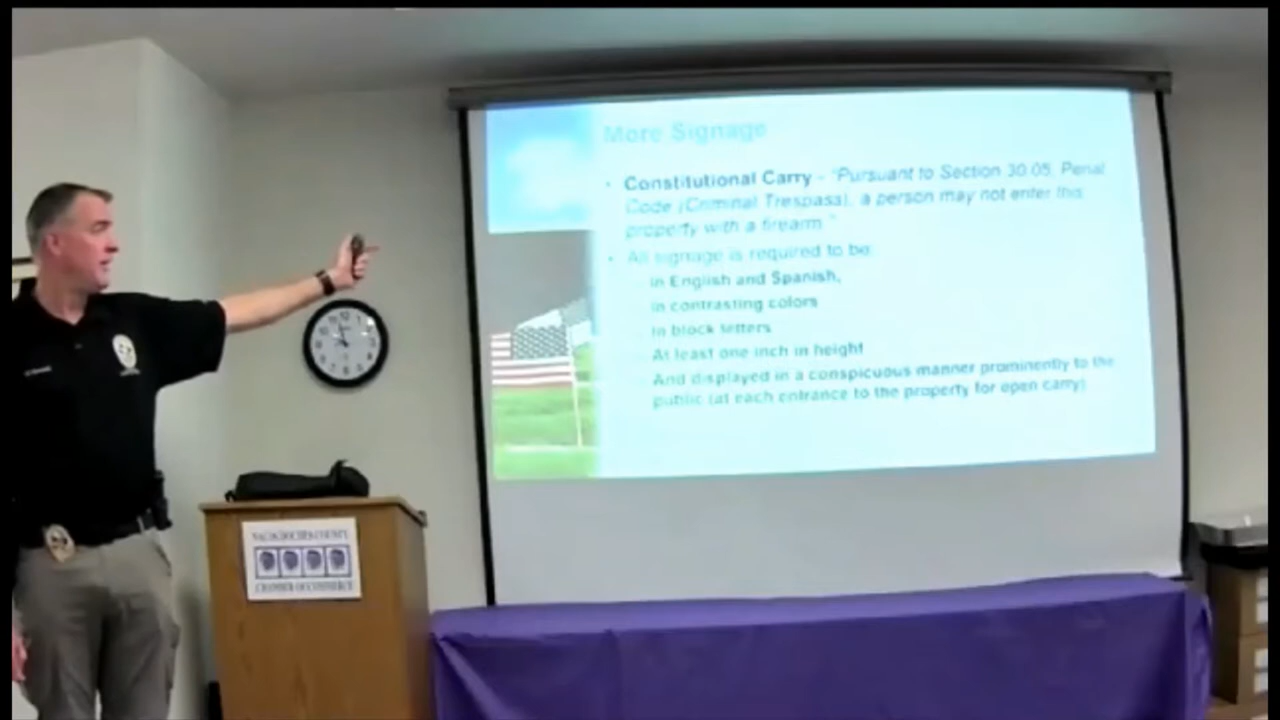 More Signage
• Constitutional Carry - "Pursuant to Section 30.05, Penal
Code (Criminal Trespass), a person may not enter this
property with a firearm."
• All signage is required to be:
in English and Spanish,
in contrasting colors
in block letters
At least one inch in height
And displayed in a conspicuous manner prominently to the
public (at each entrance to the property for open carry)
NACOGDOCHES COUNTY
CHAMBER OF COMMERCE